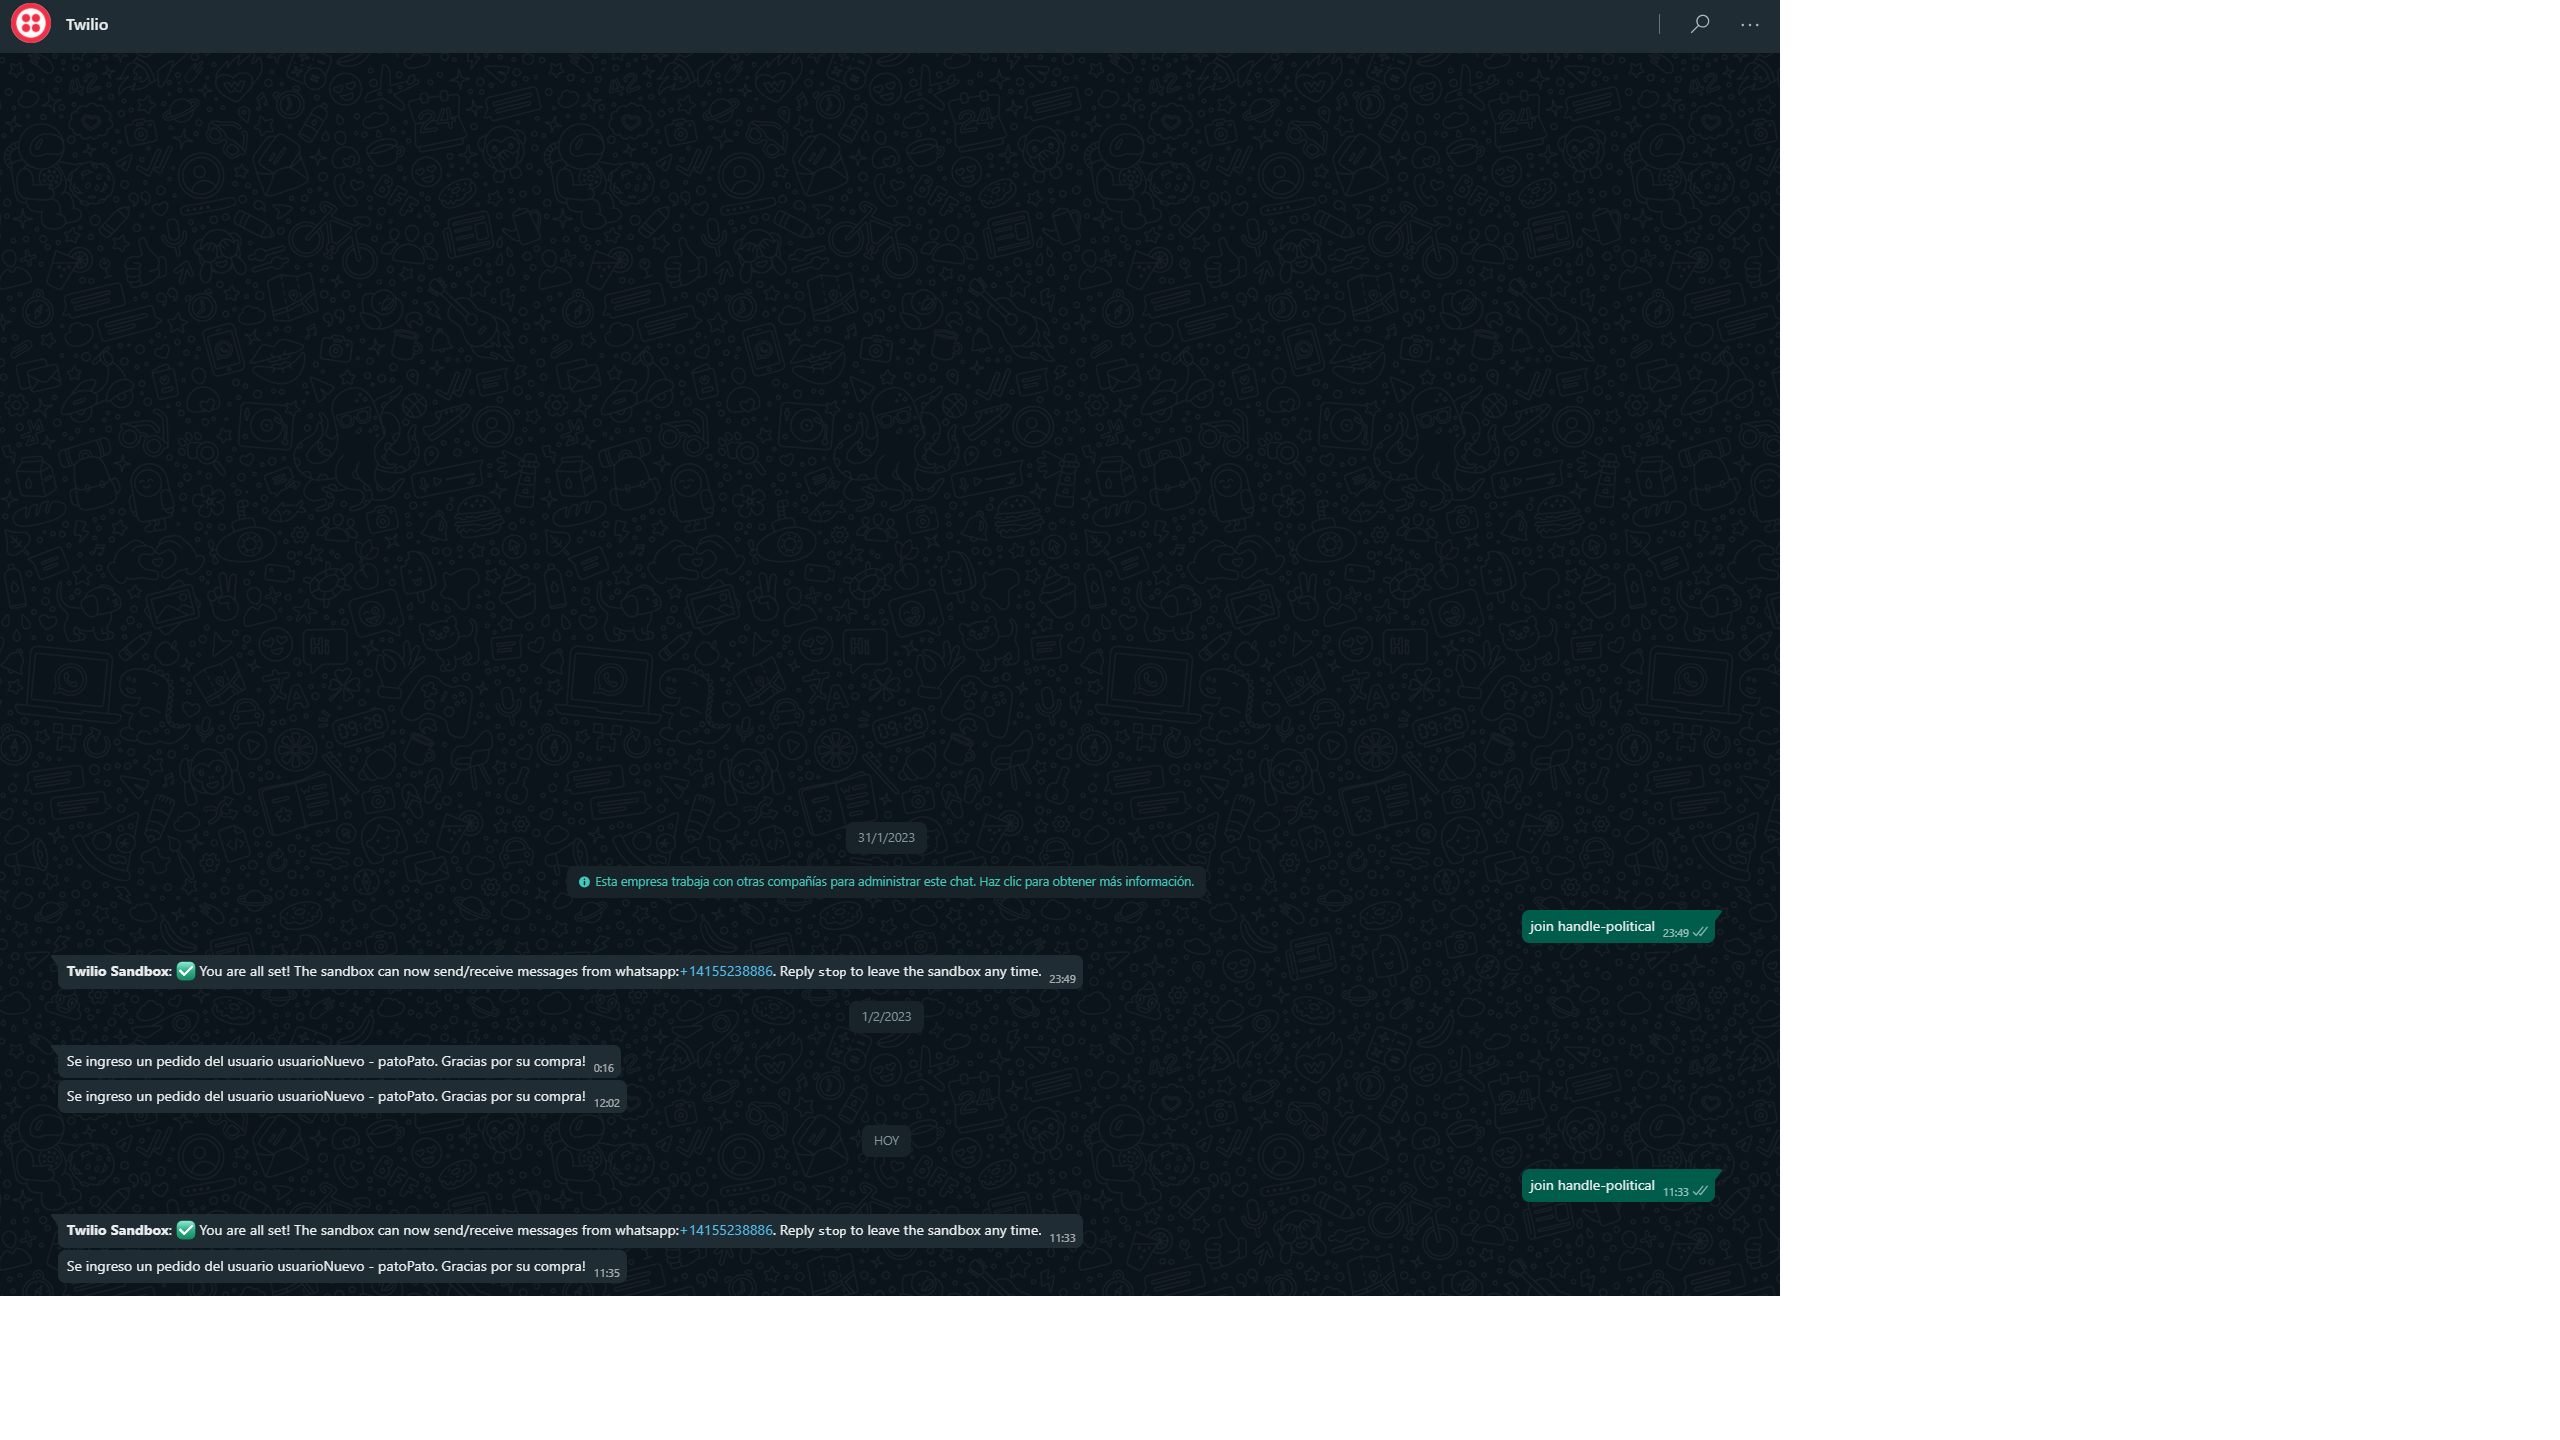 Twilio
31/1/2023
Esta empresa trabaja con otras compañías para administrar este chat. Haz clic para obtener más información.
join handle-political 23:49
Twilio Sandbox: ✅ You are all set! The sandbox can now send/receive messages from whatsapp:+14155238886. Reply stop to leave the sandbox any time. 23:49
1/2/2023
Se ingreso un pedido del usuario usuarioNuevo - patoPato. Gracias por su compra! 0:16
Se ingreso un pedido del usuario usuarioNuevo - patoPato. Gracias por su compra! 12:02
HOY
join handle-political 11:33
Twilio Sandbox: ✅ You are all set! The sandbox can now send/receive messages from whatsapp:+14155238886. Reply stop to leave the sandbox any time. 11:33
Se ingreso un pedido del usuario usuarioNuevo - patoPato. Gracias por su compra! 11:35